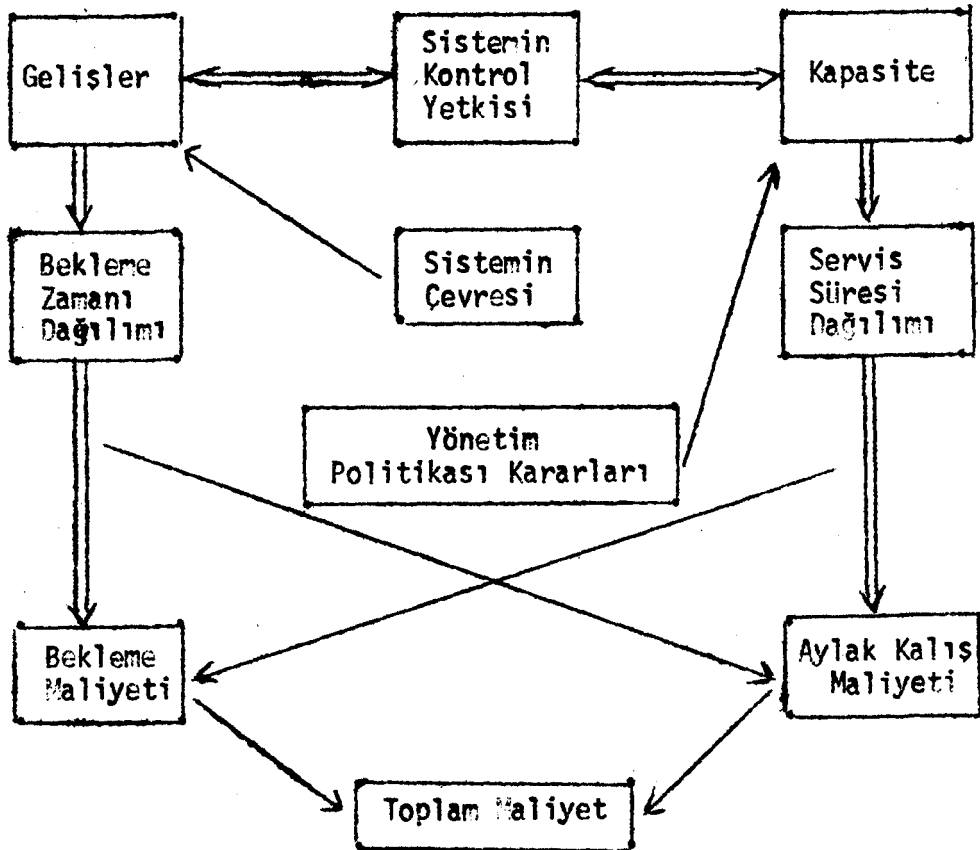 Gelişler
Sistemin
Kontrol
Yetkisi
Kapasite
Bekleme
Zamanı
Dağılımı
Sistemin
Çevresi
Servis
Süresi
Dağılımı
Yönetim
Politikası Kararları
Bekleme
Maliyeti
Aylak Kalış
Maliyeti
Toplam Maliyet